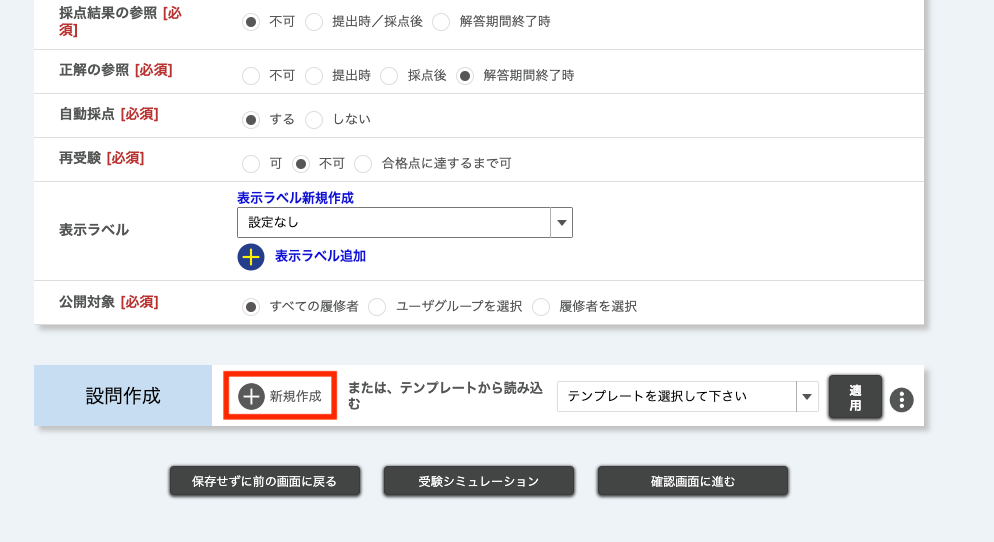 採点結果の参照 [必須] 不可 提出時／採点後 解答期間終了時
正解の参照 [必須] 不可 提出時 採点後 解答期間終了時
自動採点 [必須] する しない
再受験 [必須] 可 不可 合格点に達するまで可
表示ラベル新規作成
表示ラベル 設定なし
表示ラベル追加
公開対象 [必須] すべての履修者 ユーザグループを選択 履修者を選択
設問作成 新規作成 または、テンプレートから読み込む テンプレートを選択して下さい 適用
保存せずに前の画面に戻る 受験シミュレーション 確認画面に進む